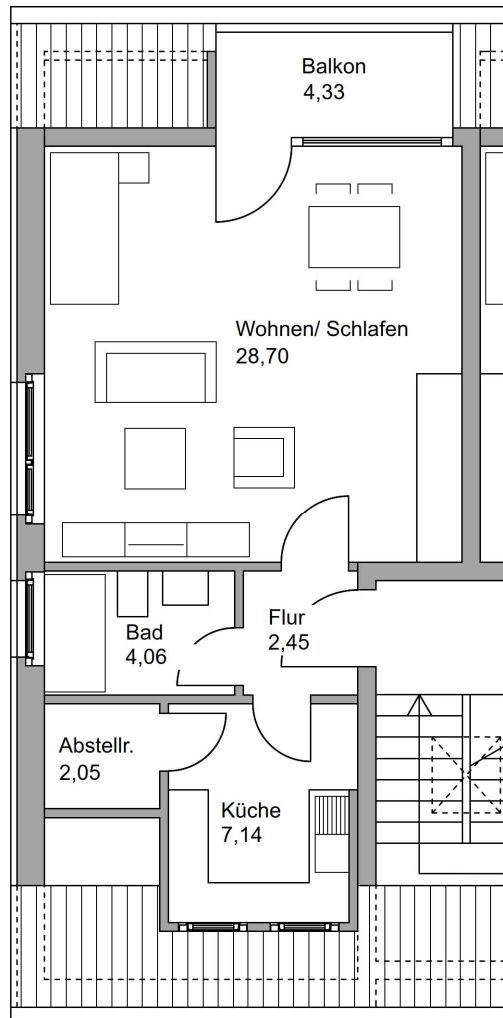 Balkon
4,33
Wohnen/ Schlafen
28,70
Bad
4,06
Flur
2,45
Abstellr.
2,05
Küche
7,14